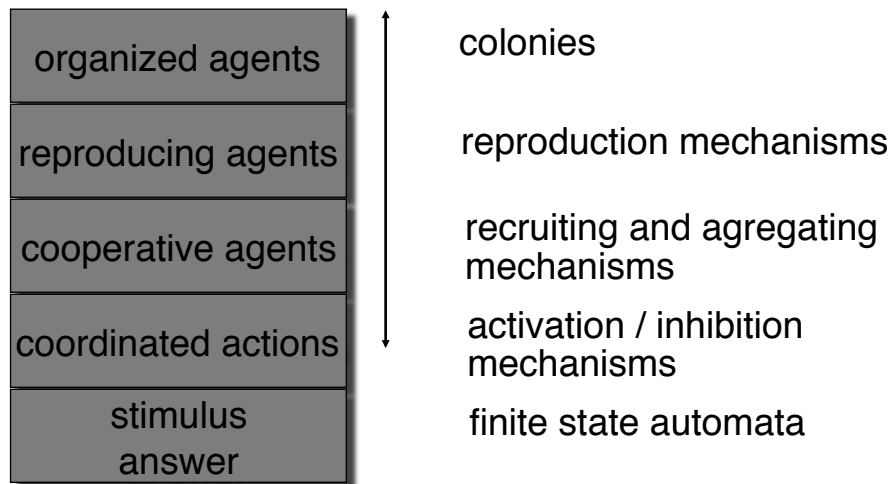 organized agents
colonies
reproducing agents
reproduction mechanisms
cooperative agents
recruiting and agregating
mechanisms
coordinated actions
activation / inhibition
mechanisms
stimulus
answer
finite state automata